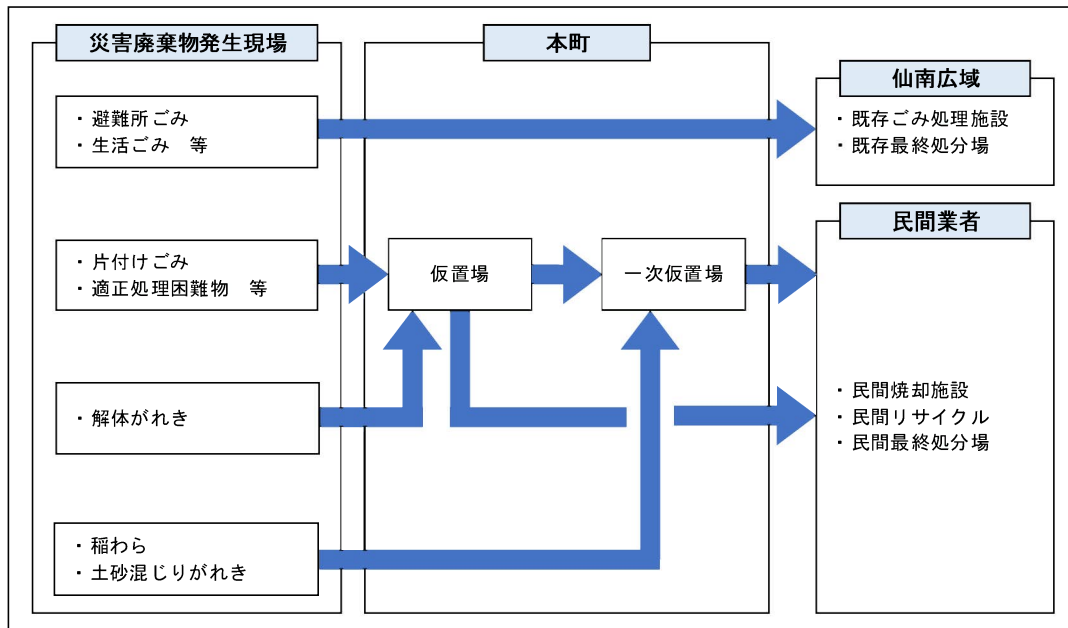 災害廃棄物発生現場
・避難所ごみ
・生活ごみ　等
・片付けごみ
・適正処理困難物　等
・解体がれき
・稲わら
・土砂混じりがれき
本町
仮置場
一次仮置場
仙南広域
・既存ごみ処理施設
・既存最終処分場
民間業者
・民間焼却施設
・民間リサイクル
・民間最終処分場